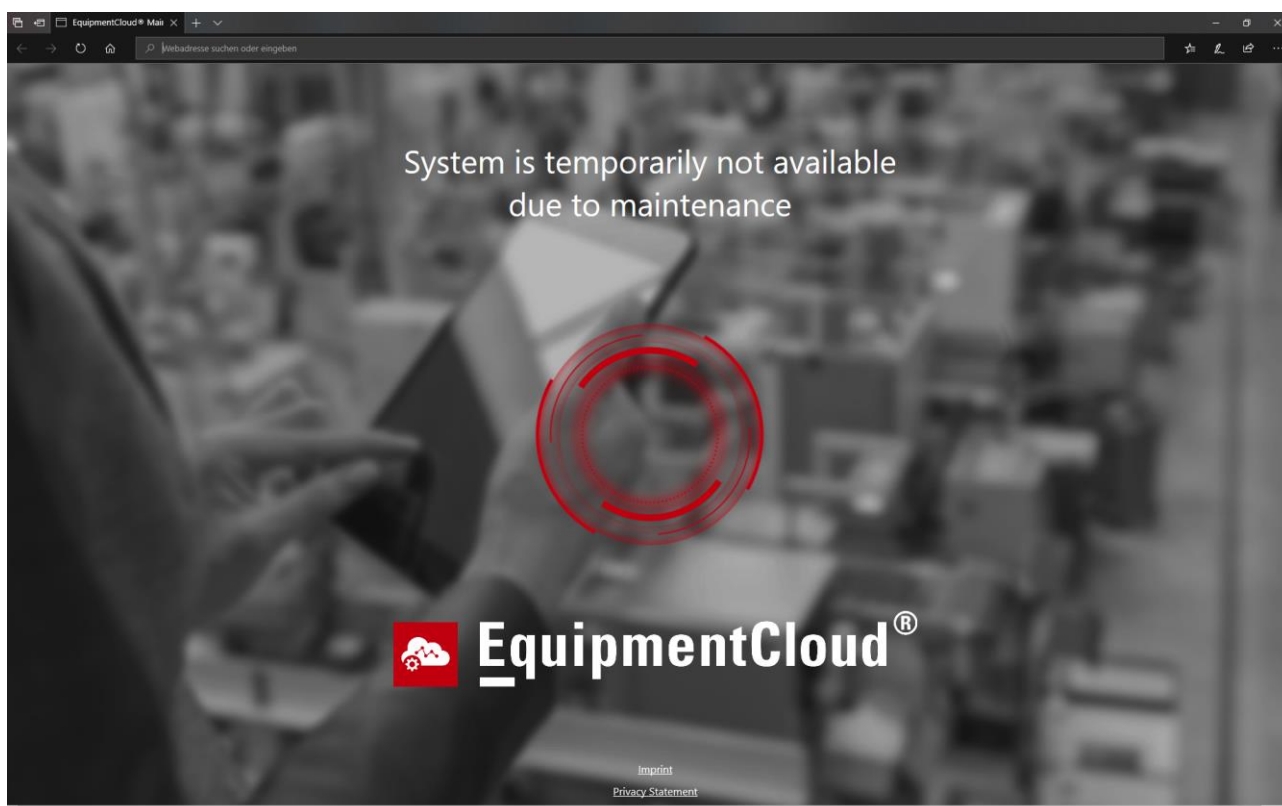 EquipmentCloud® Mai
Webadresse suchen oder eingeben
System is temporarily not available
due to maintenance
EquipmentCloud®
Imprint
Privacy Statement